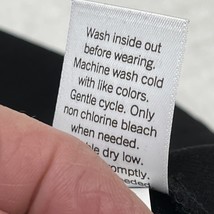 Wash inside out
before wearing.
Machine wash cold
with like colors.
Gentle cycle. Only
non chlorine bleach
when needed.
dry low.